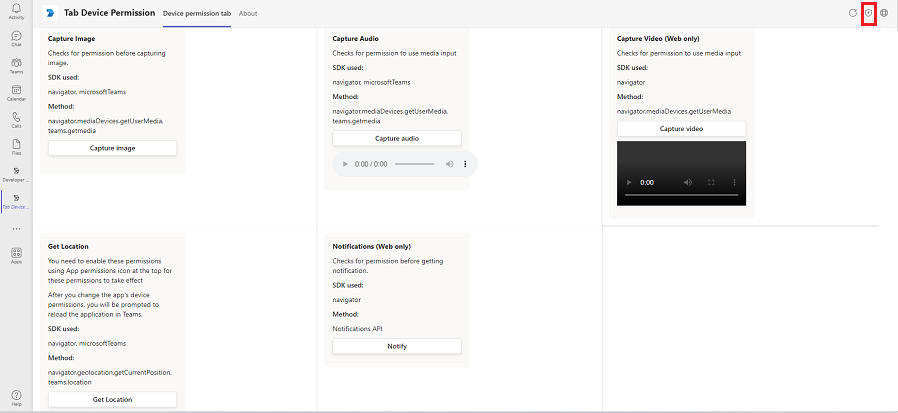 Activity
Chat
Teams
Calendar
Calls
Files
Developer ...
Tab Device ...
Apps
Help
Tab Device Permission
Device permission tab
About
Capture Image
Checks for permission before capturing
image.
SDK used:
navigator, microsoftTeams
Method:
navigator.mediaDevices.getUserMedia,
teams.getmedia
Capture image
Capture Audio
Checks for permission to use media input
SDK used:
navigator, microsoftTeams
Method:
navigator.mediaDevices.getUserMedia,
teams.getmedia
Capture audio
0:00 / 0:00
Capture Video (Web only)
Checks for permission to use media input
SDK used:
navigator
Method:
navigator.mediaDevices.getUserMedia
Capture video
0:00
Get Location
You need to enable these permissions
using App permissions icon at the top for
these permissions to take effect
After you change the app's device
permissions, you will be prompted to
reload the application in Teams.
SDK used:
navigator, microsoftTeams
Method:
navigator.geolocation.getCurrentPosition,
teams.location
Get Location
Notifications (Web only)
Checks for permission before getting
notification.
SDK used:
navigator
Method:
Notifications API
Notify